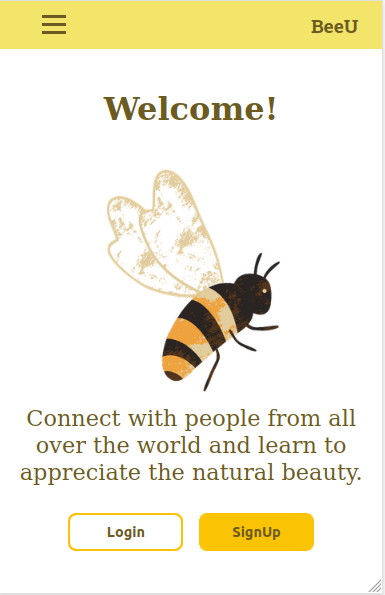 BeeU
Welcome!
Connect with people from all
over the world and learn to
appreciate the natural beauty.
Login
SignUp